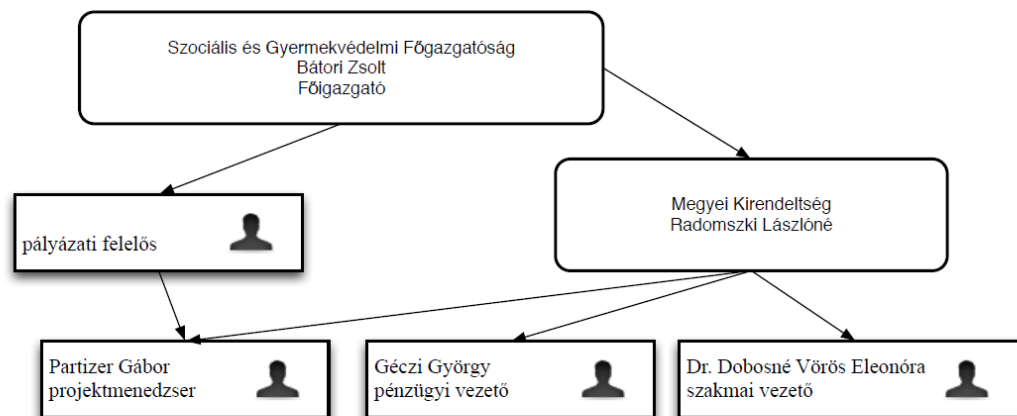 Szociális és Gyermekvédelmi Főgazgatóság
Bátori Zsolt
Főigazgató
Megyei Kirendeltség
Radomszki Lászlóné
pályázati felelős
Partizer Gábor
projektmenedzser
Géczi György
pénzügyi vezető
Dr. Dobosné Vörös Eleonóra
szakmai vezető